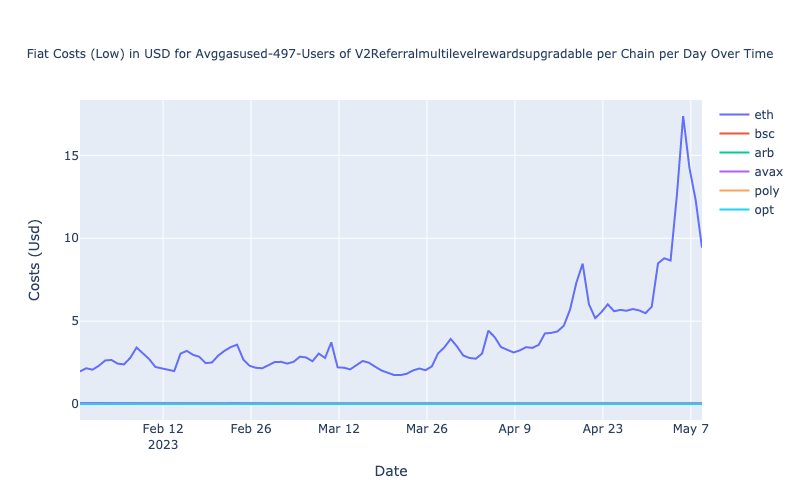 Fiat Costs (Low) in USD for Avggasused-497-Users of V2Referralmultilevelrewardsupgradable per Chain per Day Over Time
eth
bsc
arb
avax
poly
opt
Costs (Usd)
15
10
5
0
Feb 12
2023
Feb 26
Mar 12
Mar 26
Apr 9
Apr 23
May 7
Date